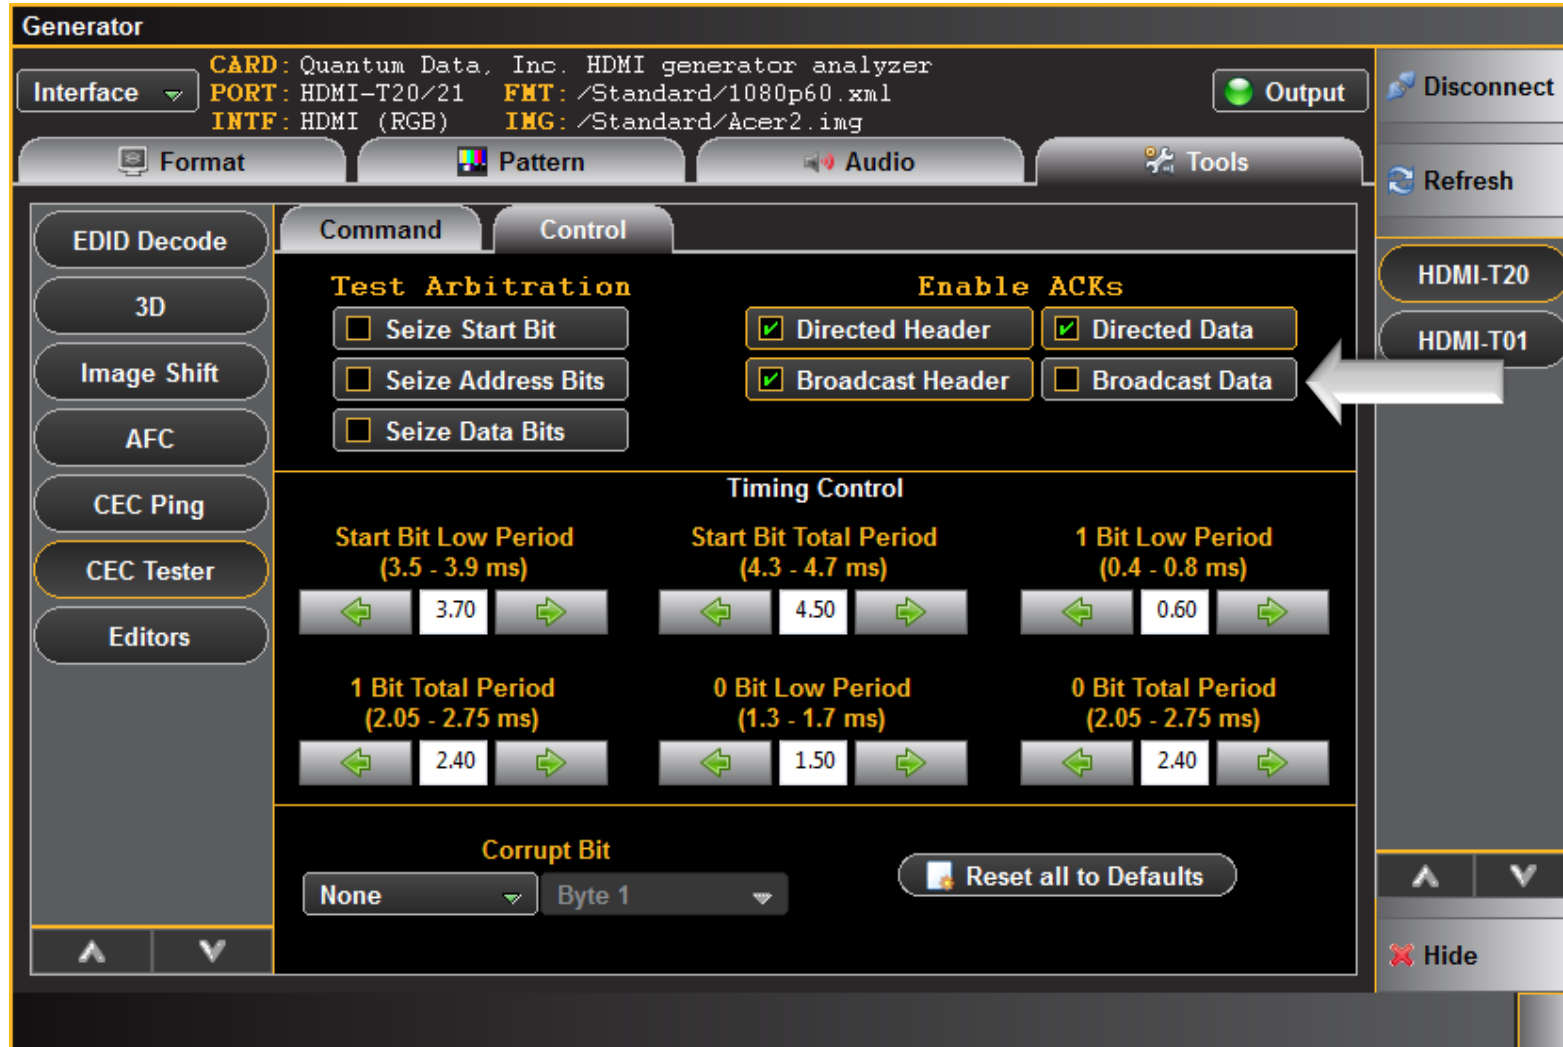 Generator
Interface
CARD: Quantum Data, Inc. HDMI generator analyzer
PORT: HDMI-T20/21 FMT: /Standard/1080p60.xml
INTF: HDMI (RGB) IMG: /Standard/Acer2.img
Output
Disconnect
Refresh
HDMI-T20
HDMI-T01
Hide
Format Pattern Audio Tools
EDID Decode
3D
Image Shift
AFC
CEC Ping
CEC Tester
Editors
Command Control
Test Arbitration
Seize Start Bit
Seize Address Bits
Seize Data Bits
Enable ACKs
Directed Header Directed Data
Broadcast Header Broadcast Data
Timing Control
Start Bit Low Period
(3.5 - 3.9 ms)
3.70
Start Bit Total Period
(4.3 - 4.7 ms)
4.50
1 Bit Low Period
(0.4 - 0.8 ms)
0.60
1 Bit Total Period
(2.05 - 2.75 ms)
2.40
0 Bit Low Period
(1.3 - 1.7 ms)
1.50
0 Bit Total Period
(2.05 - 2.75 ms)
2.40
Corrupt Bit
None Byte 1
Reset all to Defaults